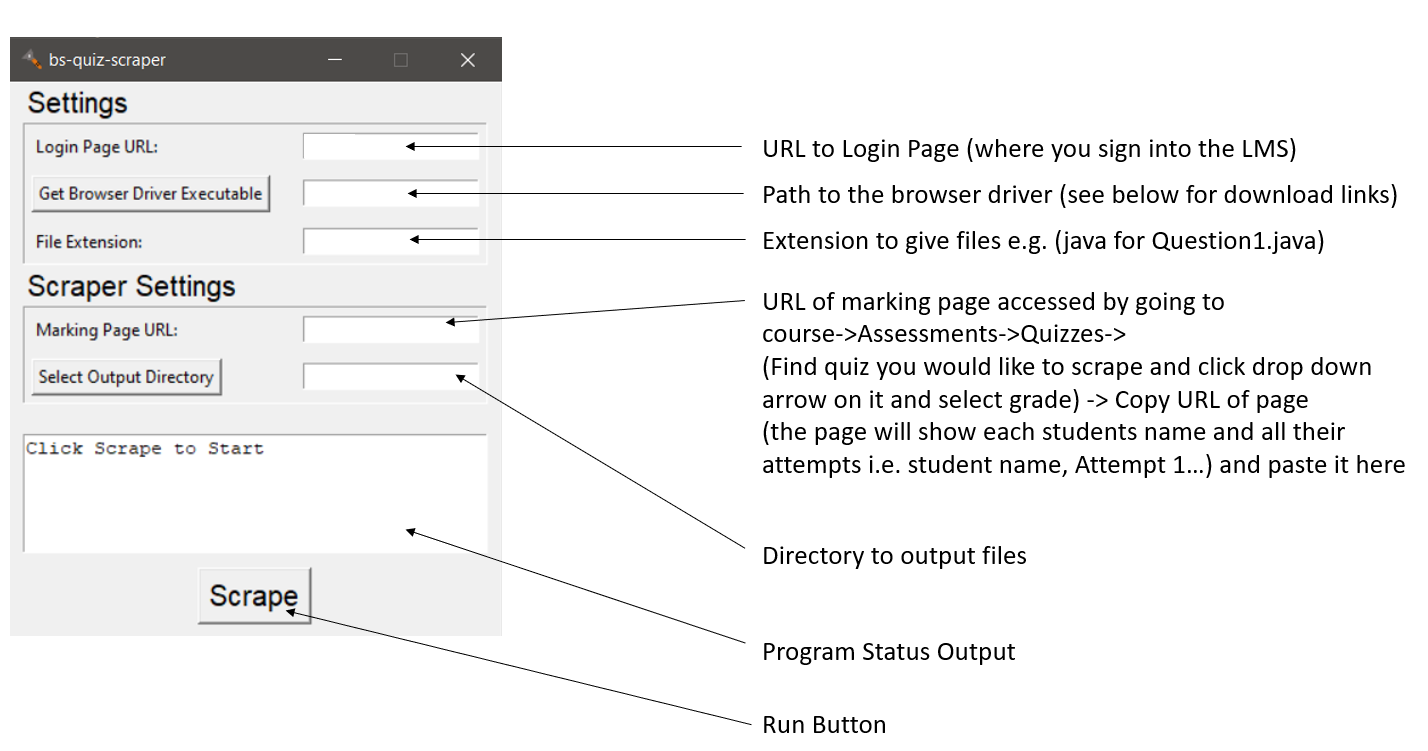 bs-quiz-scraper
Settings
Login Page URL:
URL to Login Page (where you sign into the LMS)
Get Browser Driver Executable
Path to the browser driver (see below for download links)
File Extension:
Extension to give files e.g. (java for Question1.java)
Scraper Settings
Marking Page URL:
URL of marking page accessed by going to
course->Assessments->Quizzes->
(Find quiz you would like to scrape and click drop down
arrow on it and select grade) -> Copy URL of page
(the page will show each students name and all their
attempts i.e. student name, Attempt 1...) and paste it here
Select Output Directory
Directory to output files
Click Scrape to Start
Program Status Output
Scrape
Run Button